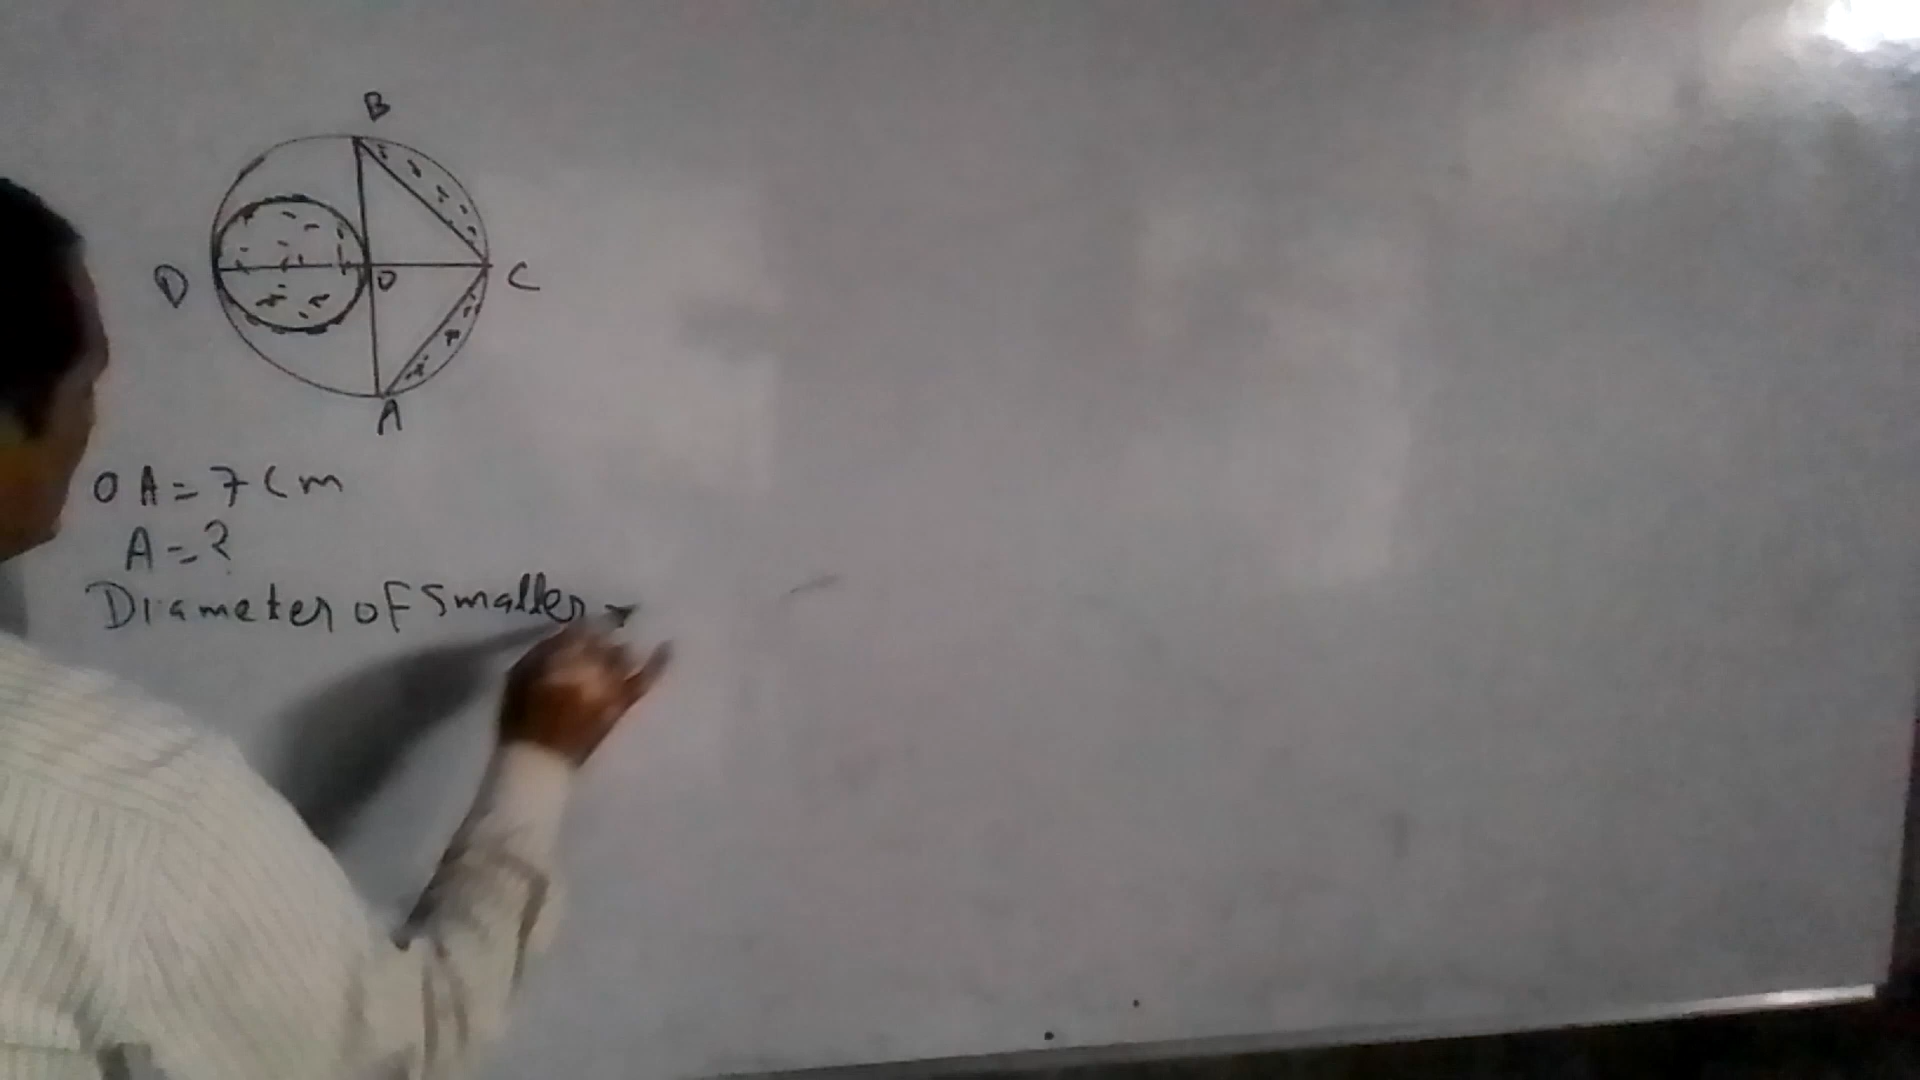 B
D
O
C
A
OA = 7 Cm
A = ?
Diameter of Smaller